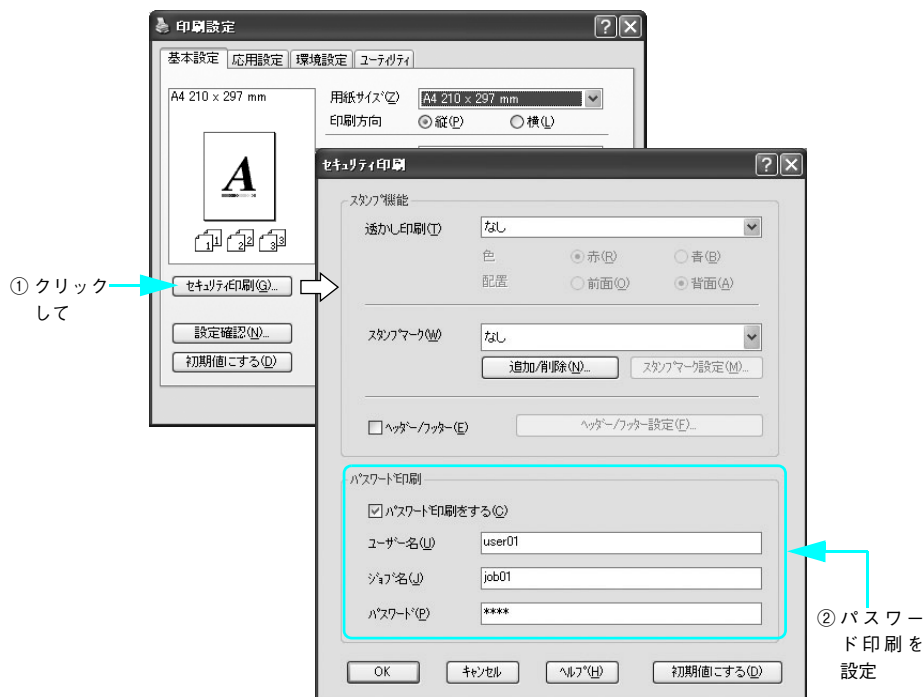 印刷設定
基本設定 応用設定 環境設定 ユーティリティ
A4 210 x 297 mm
用紙サイズ(Z) A4 210 x 297 mm
印刷方向 縦(P) 横(L)
A
1 1 2 2 3 3
セキュリティ印刷(G)...
設定確認(N)...
初期値にする(D)
① クリック
して
セキュリティ印刷
スタンプ機能
透かし印刷(T) なし
色 赤(R) 青(B)
配置 前面(O) 背面(A)
スタンプマーク(W) なし
追加/削除(N)... スタンプマーク設定(M)...
ヘッダー/フッター(E) ヘッダー/フッター設定(F)...
パスワード印刷
パスワード印刷をする(C)
ユーザー名(U) user01
ジョブ名(J) job01
パスワード(P) ****
OK キャンセル ヘルプ(H) 初期値にする(D)
② パスワー
ド印刷を
設定